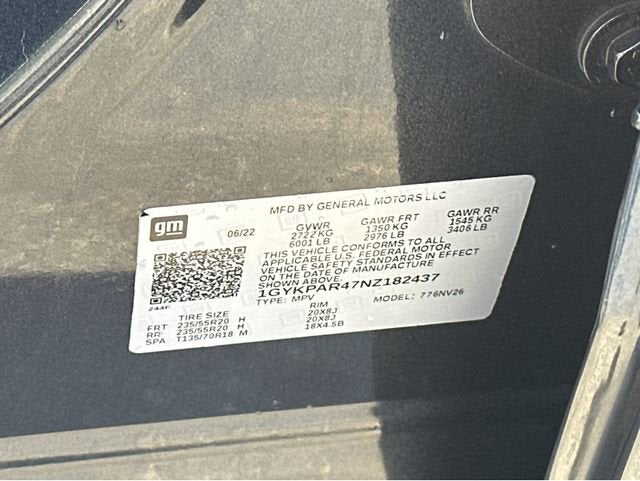 MFD BY GENERAL MOTORS LLC
gm 06/22 GVWR GAWR FRT GAWR RR
2722 KG 1350 KG 1545 KG
6001 LB 2976 LB 3406 LB
THIS VEHICLE CONFORMS TO ALL
APPLICABLE U.S. FEDERAL MOTOR
VEHICLE SAFETY STANDARDS IN EFFECT
ON THE DATE OF MANUFACTURE
SHOWN ABOVE.
1GYKPAR47NZ182437
TYPE: MPV MODEL: 776NV26
TIRE SIZE RIM
FRT 235/55R20 H 20X8J
RR 235/55R20 H 20X8J
SPA T135/70R18 M 18X4.5B